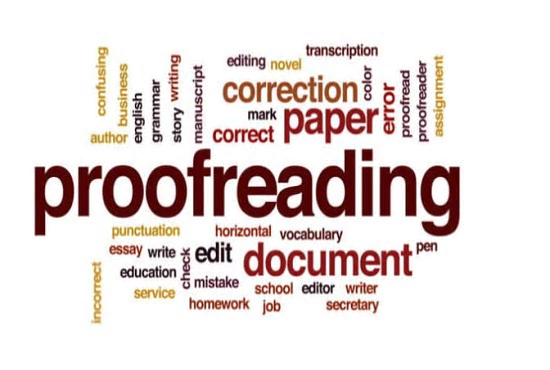 transcription
editing novel
confusing
business
english
grammar
story
writing
manuscript
correction
color
error
proofread
proofreader
assignment
mark
paper
author
correct
proofreading
punctuation
horizontal
vocabulary
essay write
check
edit
document
pen
education
mistake
incorrect
service
school editor writer
homework job
secretary